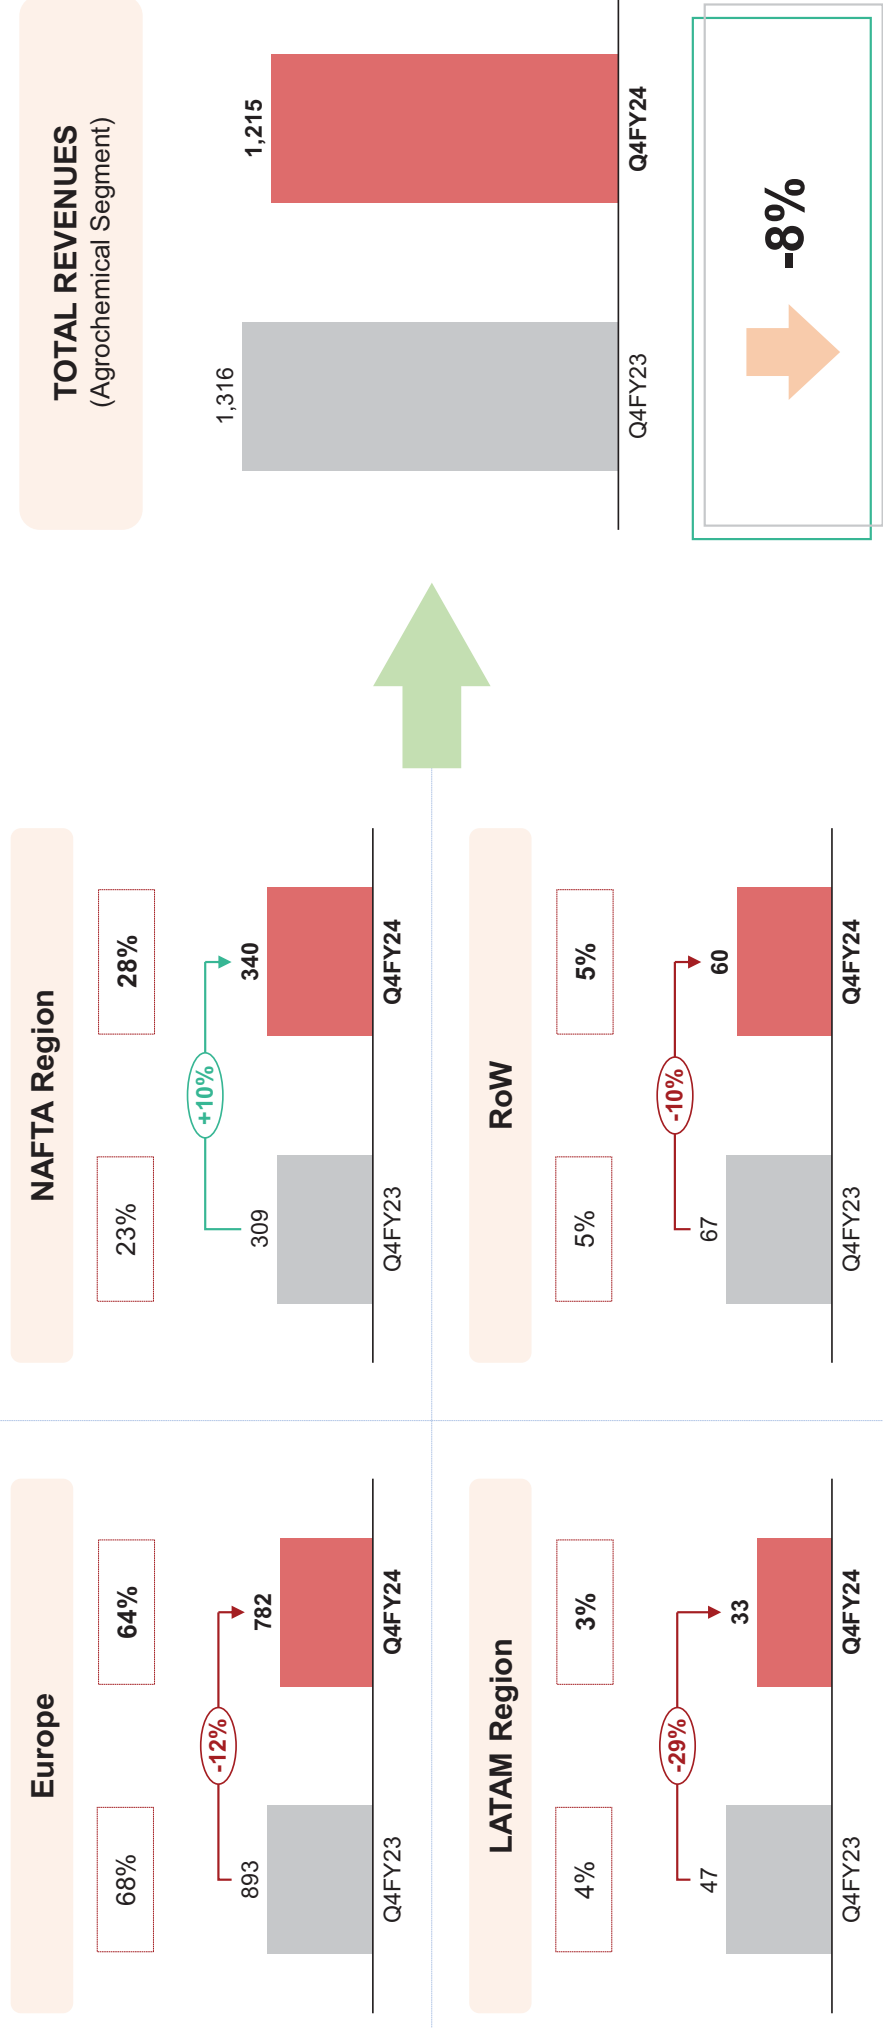 Europe
68%
64%
-12%
893
782
Q4FY23
Q4FY24
NAFTA Region
23%
28%
+10%
309
340
Q4FY23
Q4FY24
LATAM Region
4%
3%
-29%
47
33
Q4FY23
Q4FY24
RoW
5%
5%
-10%
67
60
Q4FY23
Q4FY24
TOTAL REVENUES
(Agrochemical Segment)
1,316
1,215
Q4FY23
Q4FY24
-8%